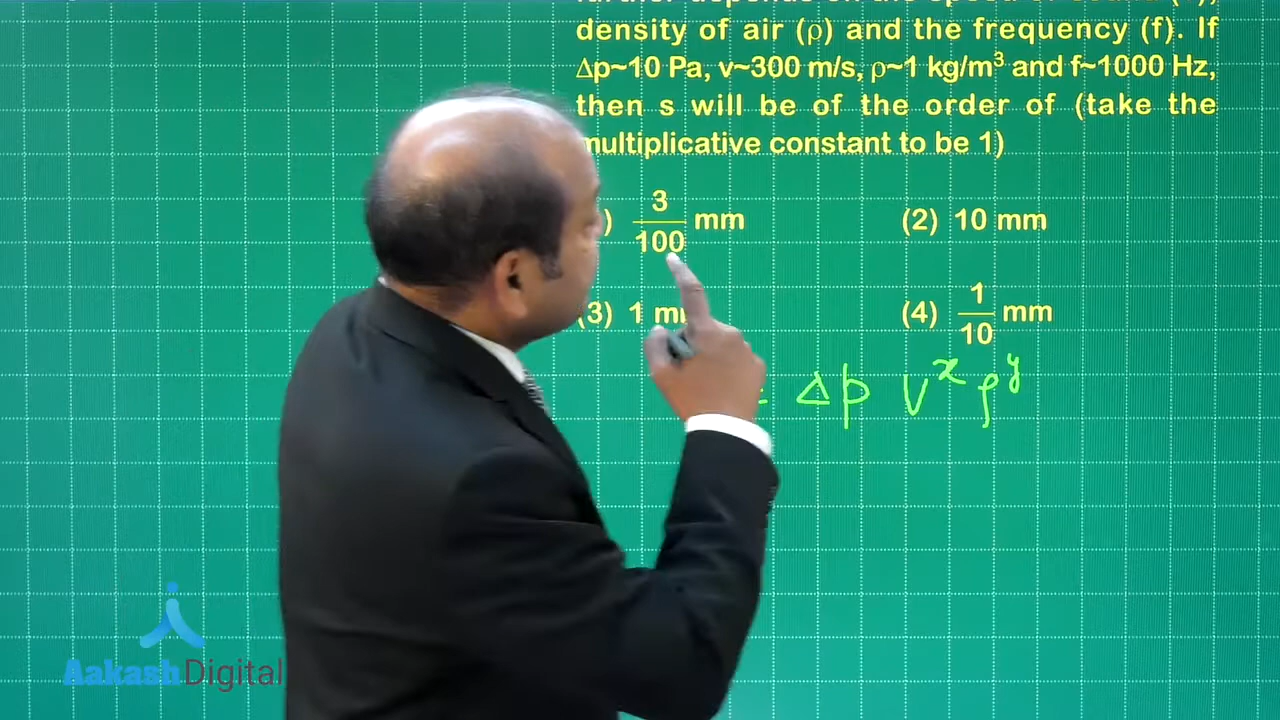 density of air (ρ) and the frequency (f). If
Δp~10 Pa, v~300 m/s, ρ~1 kg/m³ and f~1000 Hz,
then s will be of the order of (take the
multiplicative constant to be 1)
) 3/100 mm
(2) 10 mm
(3) 1
(4) 1/10 mm
= Δp v^x ρ^y
Aakash Digital